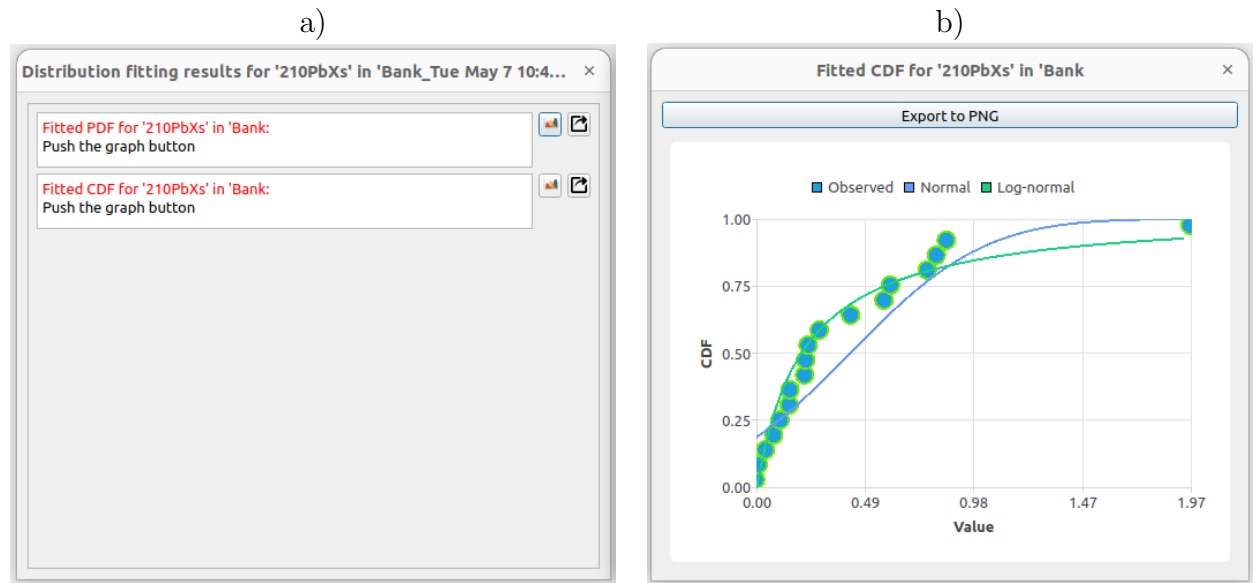 a)
Distribution fitting results for '210PbXs' in 'Bank_Tue May 7 10:4...
Fitted PDF for '210PbXs' in 'Bank:
Push the graph button
Fitted CDF for '210PbXs' in 'Bank:
Push the graph button
b)
Fitted CDF for '210PbXs' in 'Bank
Export to PNG
Observed Normal Log-normal
1.00
0.75
0.50
0.25
0.00
CDF
0.00 0.49 0.98 1.47 1.97
Value